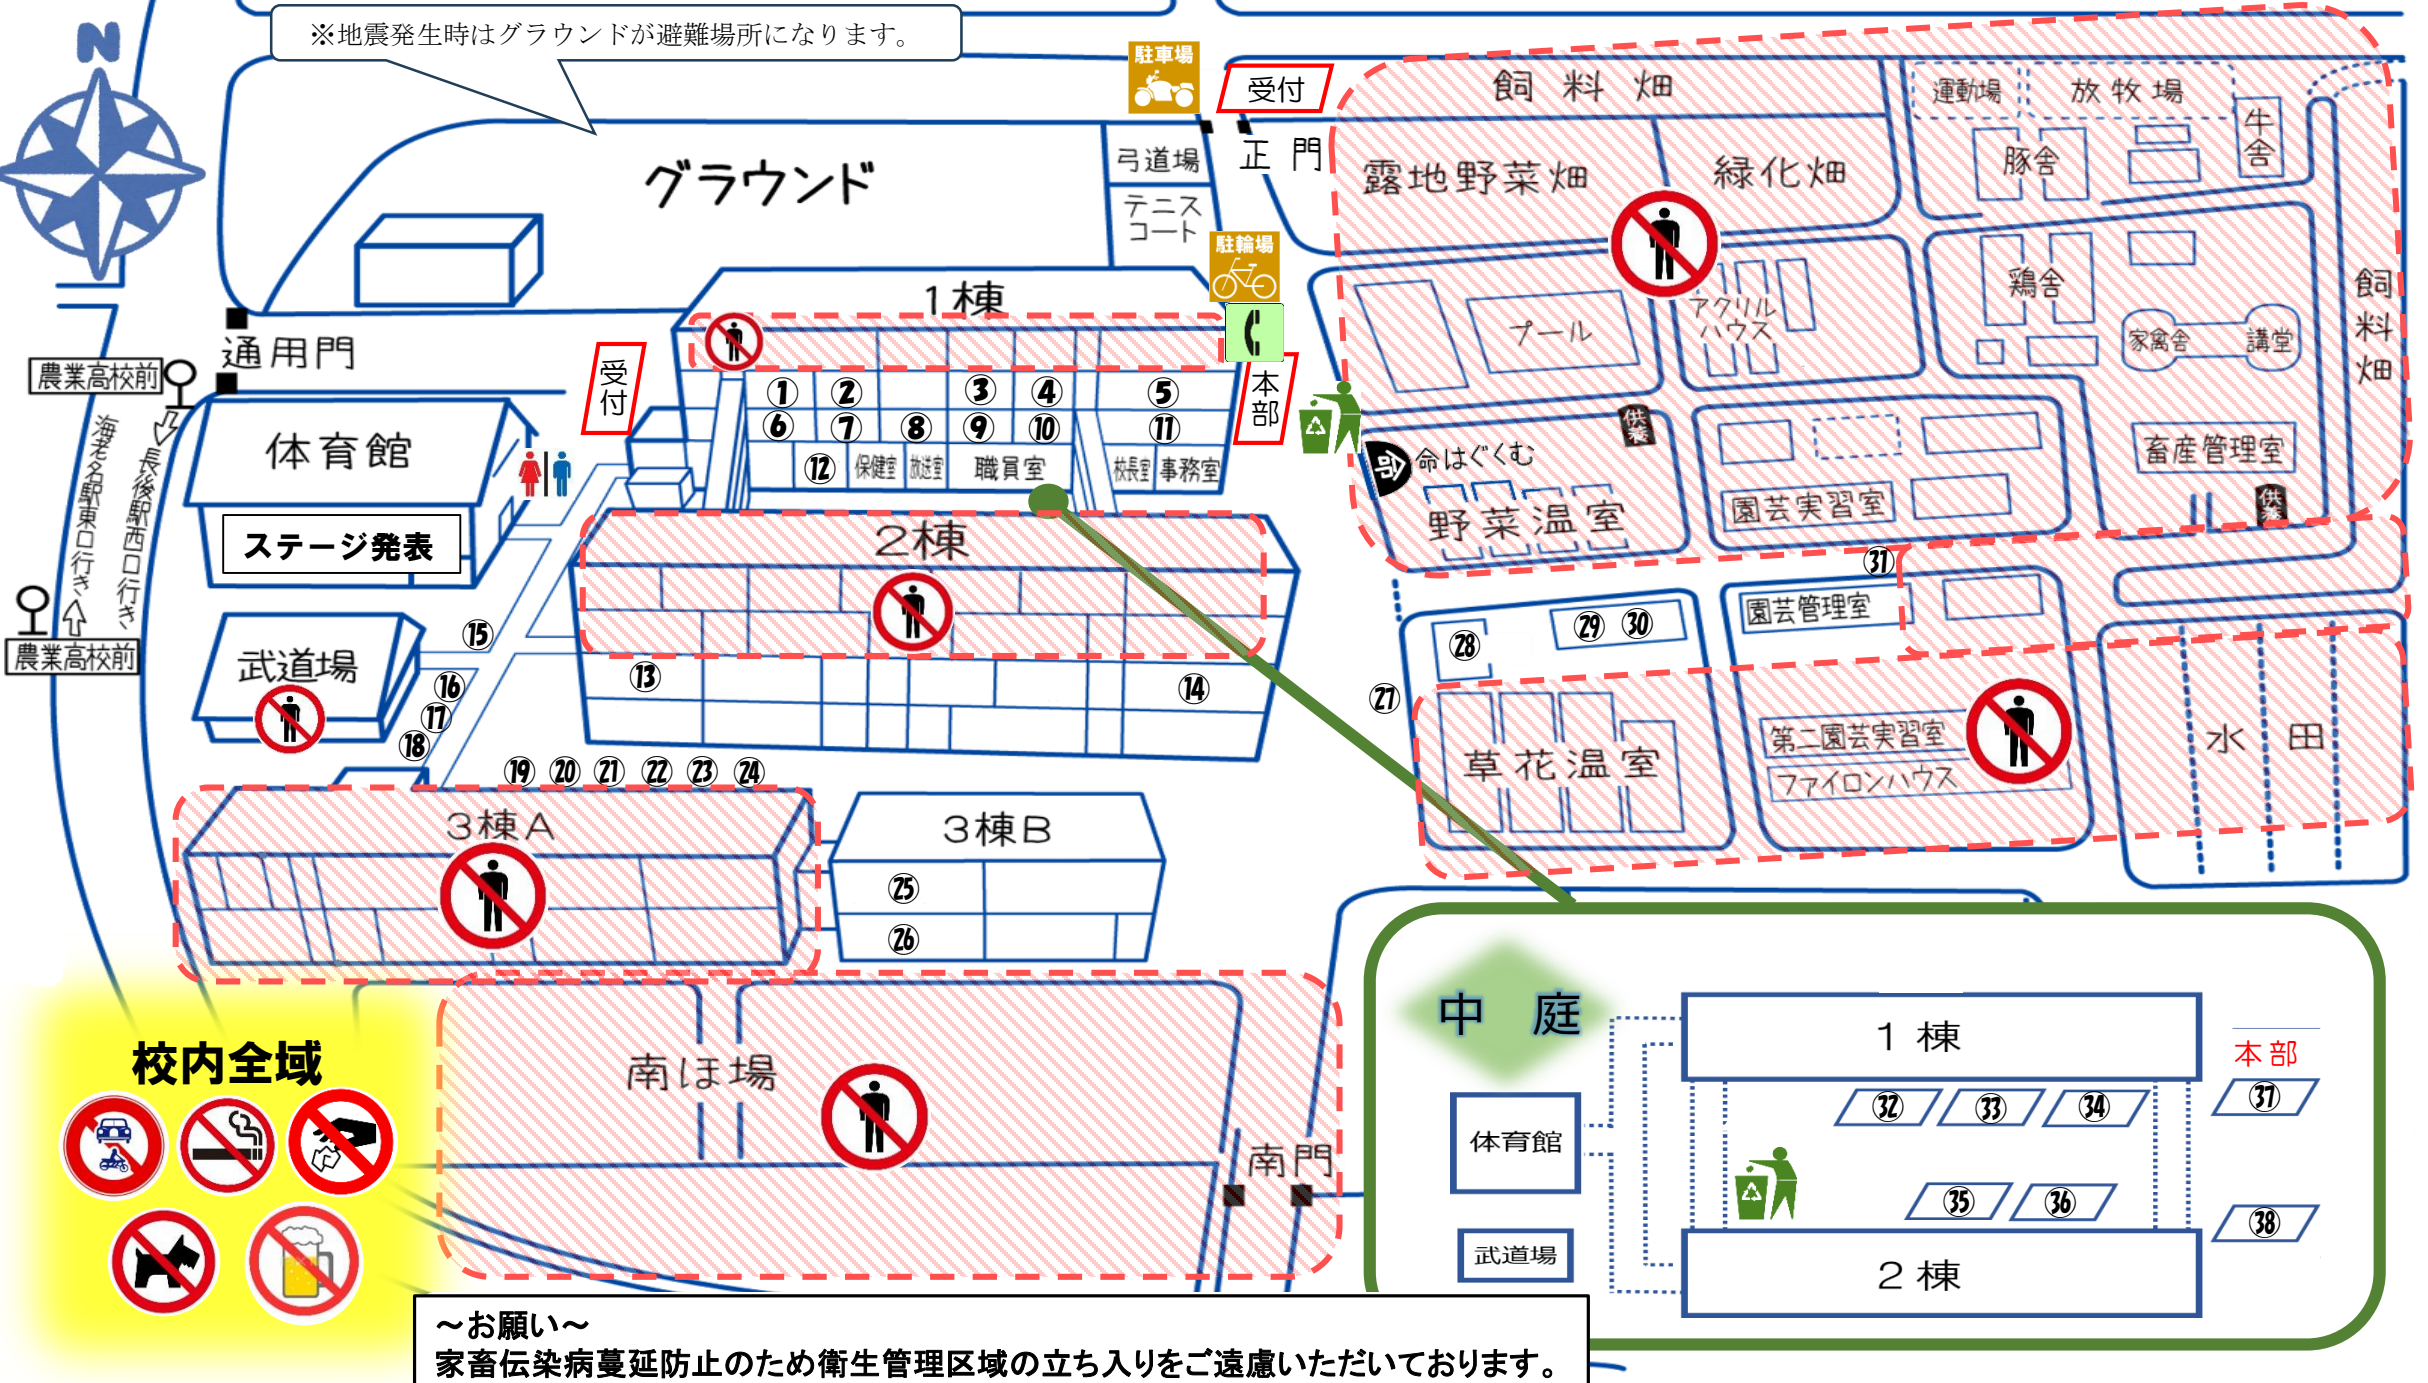 ※地震発生時はグラウンドが避難場所になります。
N
駐車場
受付
正門
グラウンド
弓道場
テニス
コート
駐輪場
飼料畑
運動場
放牧場
牛舎
露地野菜畑
緑化畑
豚舎
プール
アクリル
ハウス
鶏舎
家禽舎
講堂
飼料畑
通用門
農業高校前
海老名駅東口行き
長後駅西口行き
農業高校前
体育館
ステージ発表
武道場
受付
1棟
① ② ③ ④ ⑤
⑥ ⑦ ⑧ ⑨ ⑩ ⑪
⑫ 保健室 放送室 職員室 校長室 事務室
本部
命
命はぐくむ
供養
野菜温室
園芸実習室
畜産管理室
供養
2棟
⑬ ⑭
⑮
⑯
⑰
⑱
⑲ ⑳ ㉑ ㉒ ㉓ ㉔
3棟A
3棟B
㉕
㉖
㉗
㉘
㉙ ㉚
㉛
園芸管理室
草花温室
第二園芸実習室
ファイロンハウス
水田
南ほ場
南門
校内全域
中庭
1棟
本部
体育館
武道場
㉜ ㉝ ㉞
㉟ ㊱
㊲
㊳
2棟
～お願い～
家畜伝染病蔓延防止のため衛生管理区域の立ち入りをご遠慮いただいております。